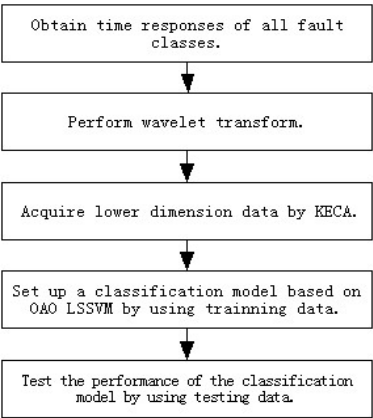 Obtain time responses of all fault
classes.
Perform wavelet transform.
Acquire lower dimension data by KECA.
Set up a classification model based on
OAO LSSVM by using trainning data.
Test the performance of the classification
model by using testing data.